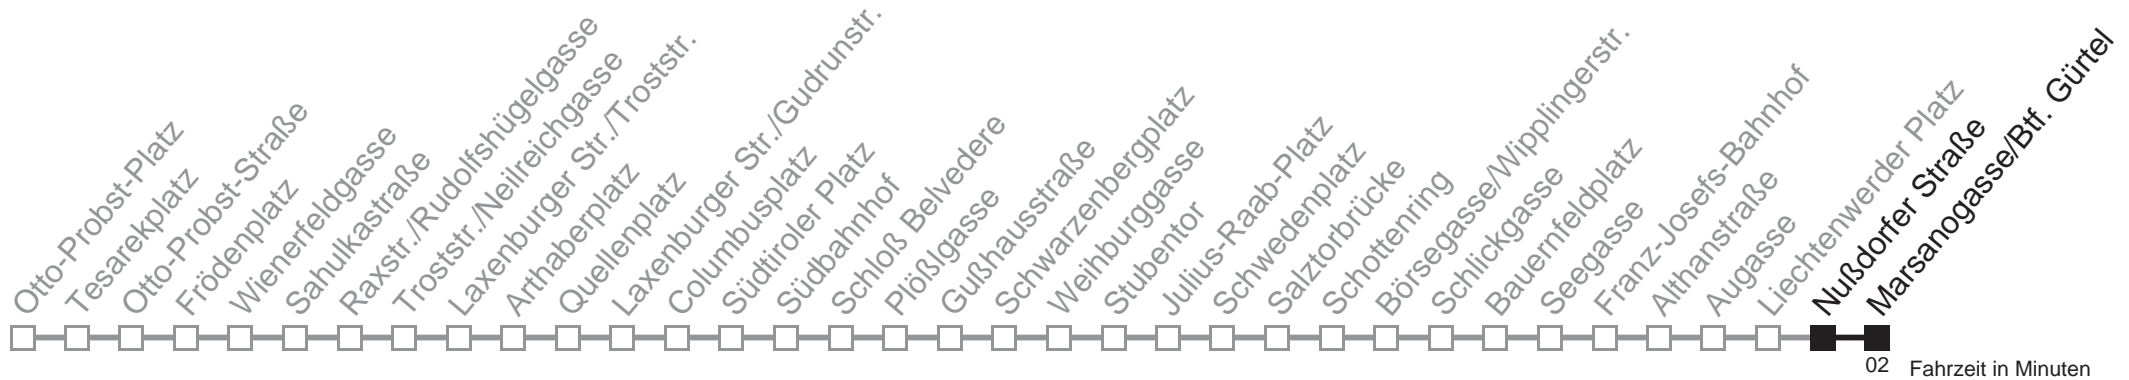 Otto-Probst-Platz
Tesarekplatz
Otto-Probst-Straße
Frödenplatz
Wienerfeldgasse
Sahulkastraße
Raxstr./Rudolfshügelgasse
Troststr./Neilreichgasse
Laxenburger Str./Troststr.
Arthaberplatz
Quellenplatz
Laxenburger Str./Gudrunstr.
Columbusplatz
Südtiroler Platz
Südbahnhof
Schloß Belvedere
Plößlgasse
Gußhausstraße
Schwarzenbergplatz
Weihburggasse
Stubentor
Julius-Raab-Platz
Schwedenplatz
Salztorbrücke
Schottenring
Börsegasse/Wipplingerstr.
Schlickgasse
Bauernfeldplatz
Seegasse
Franz-Josefs-Bahnhof
Althanstraße
Augasse
Liechtenwerder Platz
Nußdorfer Straße
Marsanogasse/Btf. Gürtel
02 Fahrzeit in Minuten